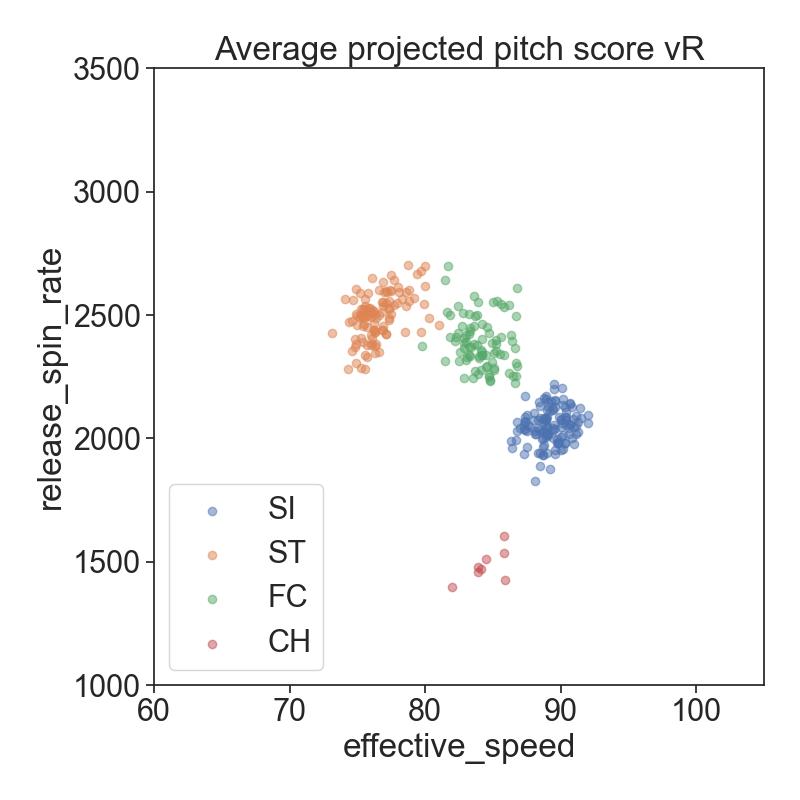 Average projected pitch score vR
3500
3000
2500
2000
1500
1000
release_spin_rate
SI
ST
FC
CH
60
70
80
90
100
effective_speed